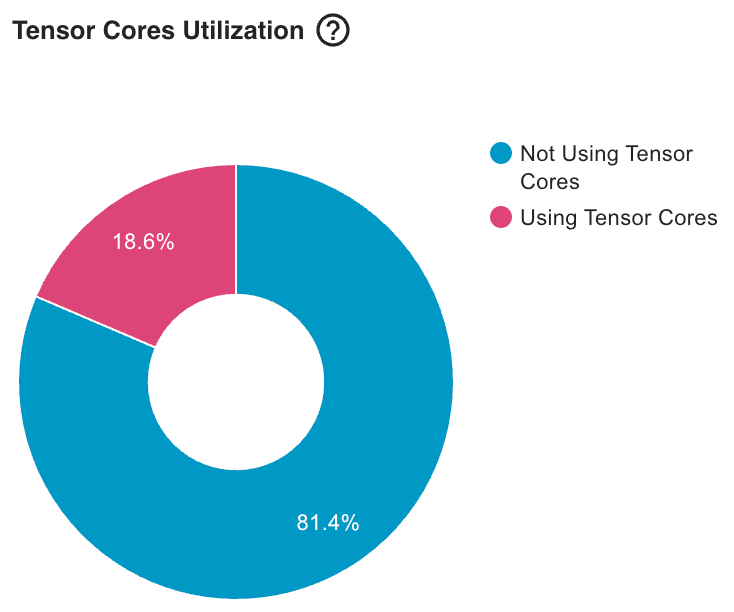 Tensor Cores Utilization ?
Not Using Tensor
Cores
Using Tensor Cores
18.6%
81.4%